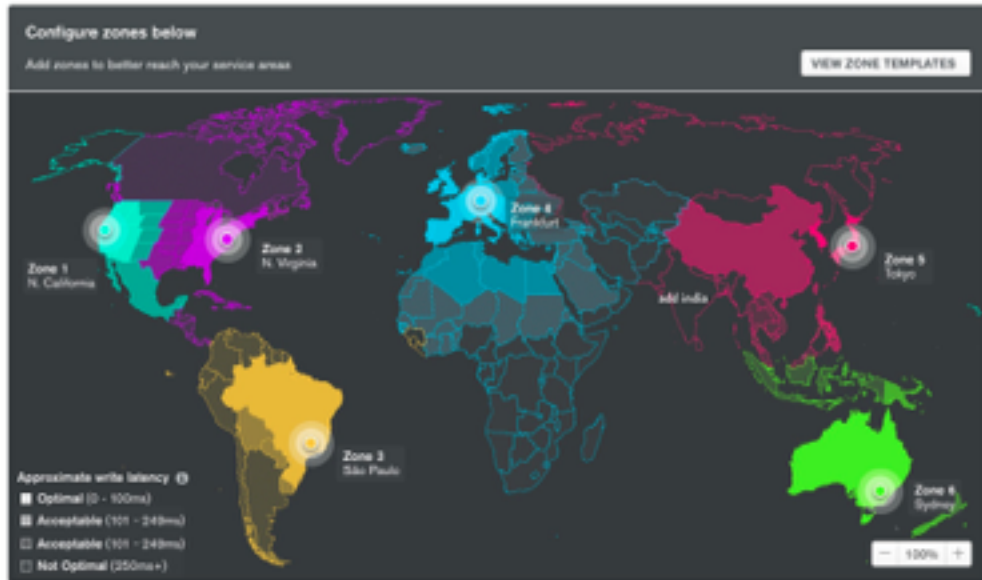 Configure zones below
Add zones to better reach your service areas
VIEW ZONE TEMPLATES
Zone 1
N. California
Zone 2
N. Virginia
Zone 4
Frankfurt
Zone 5
Tokyo
add india
Zone 3
São Paulo
Zone 6
Sydney
Approximate write latency
Optimal (0 - 100ms)
Acceptable (101 - 249ms)
Acceptable (101 - 249ms)
Not Optimal (250ms+)
− 100% +